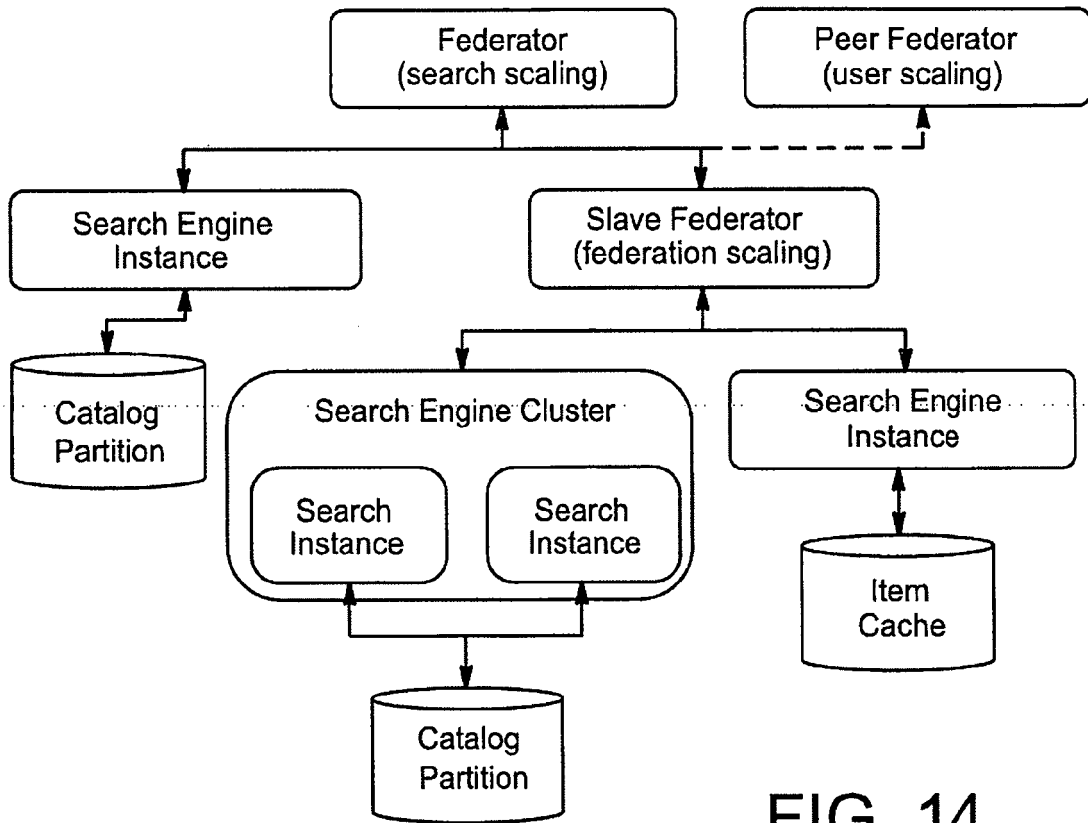 Federator
(search scaling)
Peer Federator
(user scaling)
Search Engine
Instance
Slave Federator
(federation scaling)
Catalog
Partition
Search Engine Cluster
Search
Instance
Search
Instance
Search Engine
Instance
Item
Cache
Catalog
Partition
FIG. 14